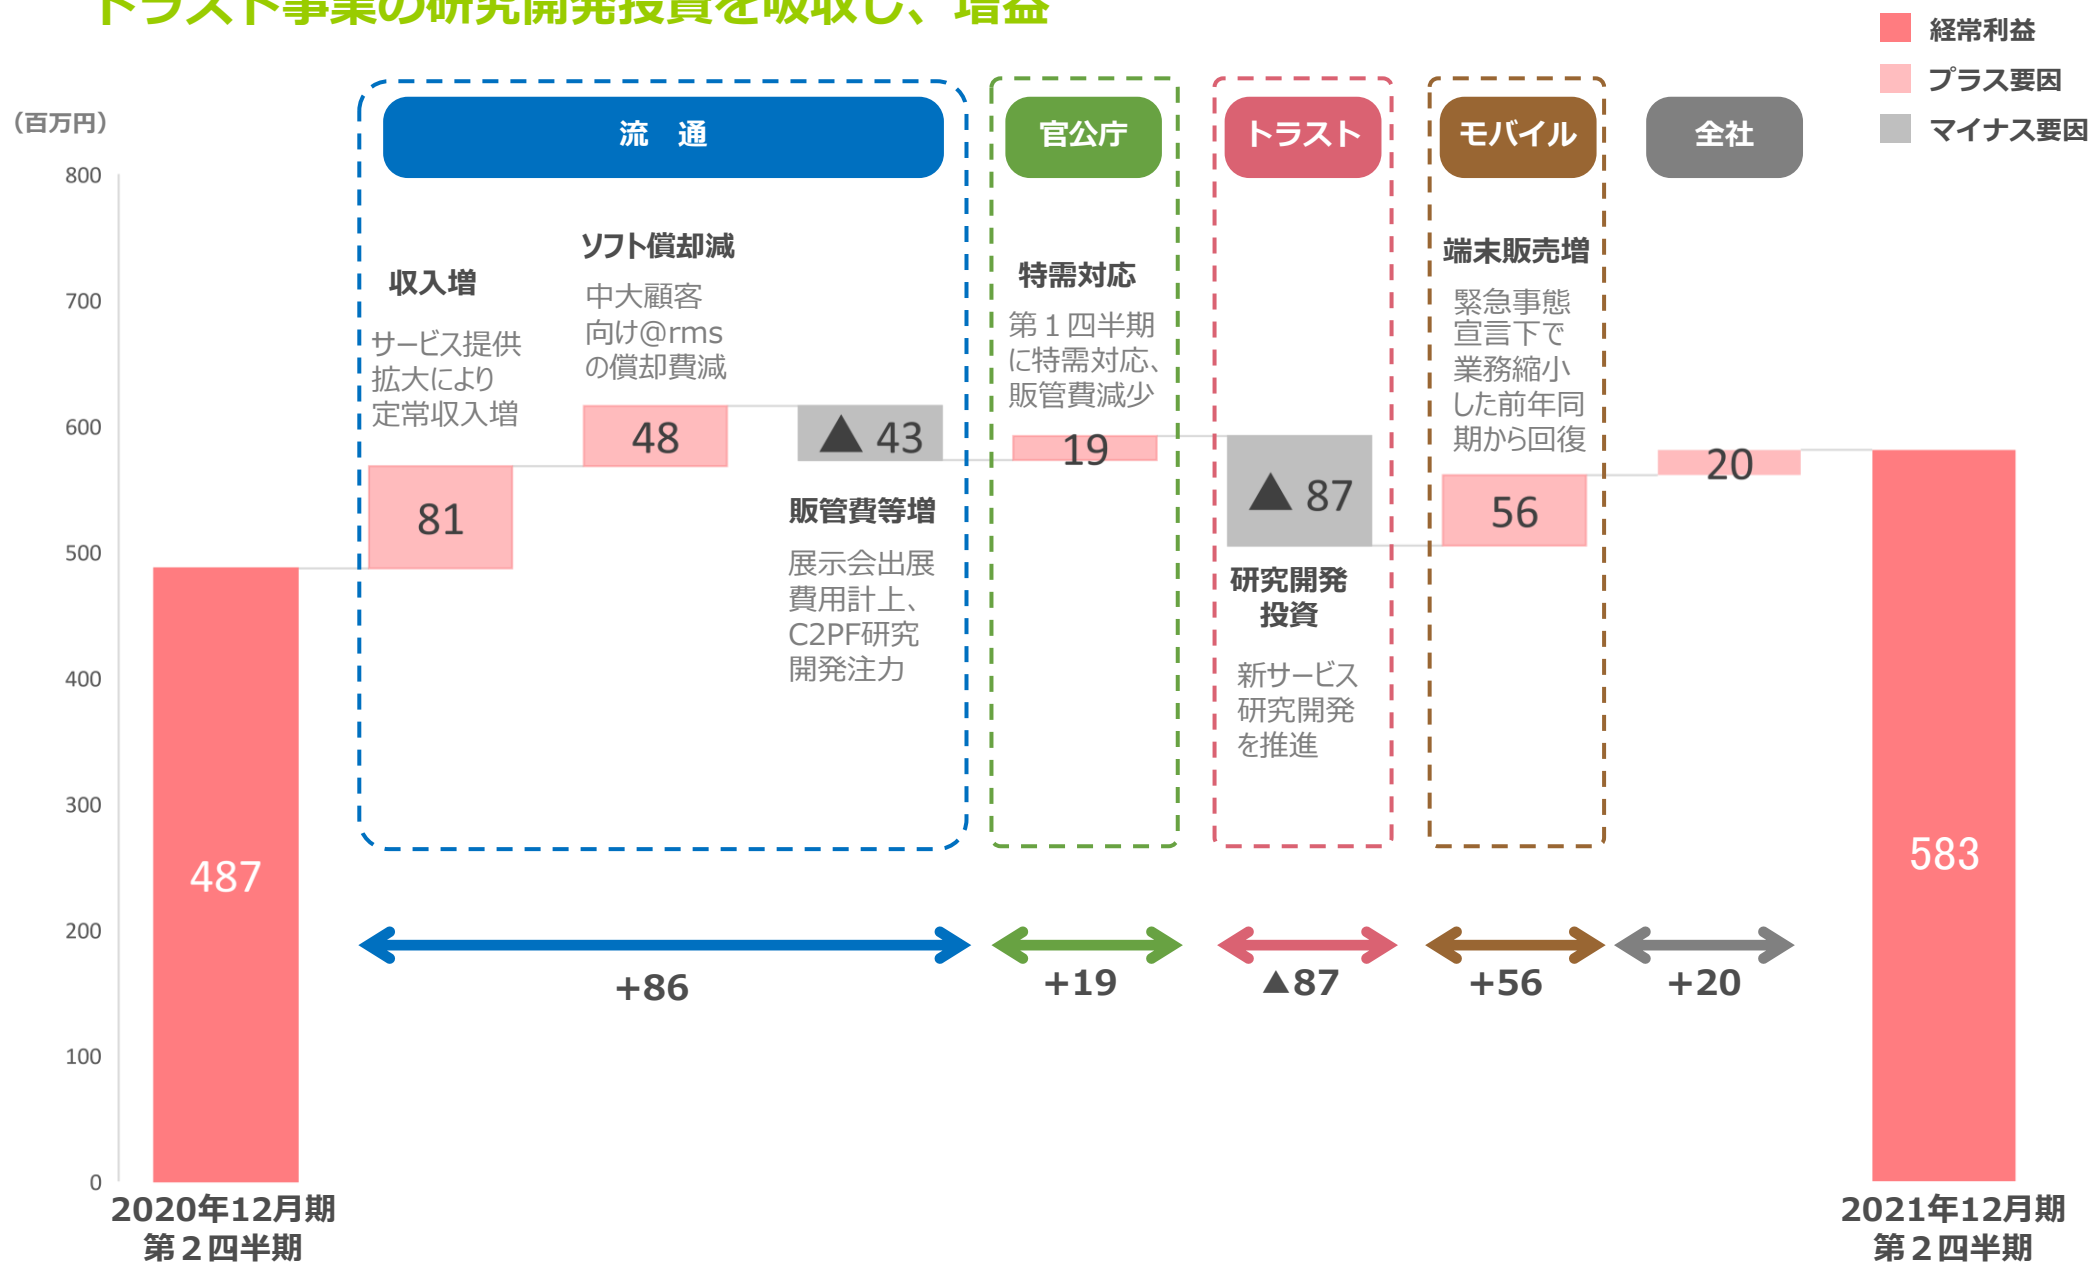 トラスト事業の研究開発投資を吸収し、増益
経常利益
プラス要因
マイナス要因
（百万円）
流　通
官公庁
トラスト
モバイル
全社
800
700
600
500
400
300
200
100
0
収入増
サービス提供
拡大により
定常収入増
81
ソフト償却減
中大顧客
向け@rms
の償却費減
48
▲ 43
販管費等増
展示会出展
費用計上、
C2PF研究
開発注力
特需対応
第１四半期
に特需対応、
販管費減少
19
▲ 87
研究開発
投資
新サービス
研究開発
を推進
端末販売増
緊急事態
宣言下で
業務縮小
した前年同
期から回復
56
20
487
583
+86
+19
▲87
+56
+20
2020年12月期
第２四半期
2021年12月期
第２四半期